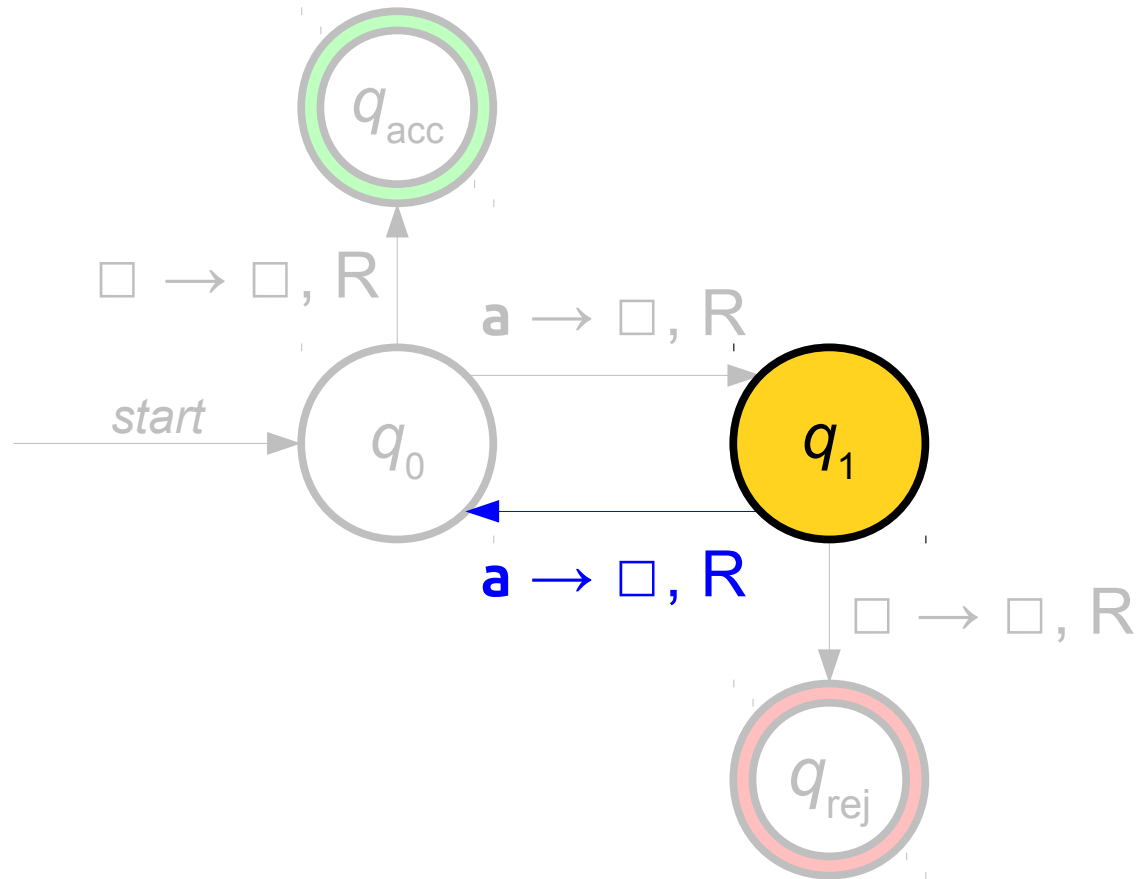 qacc
□ → □, R
a → □, R
start
q0
q1
a → □, R
□ → □, R
qrej